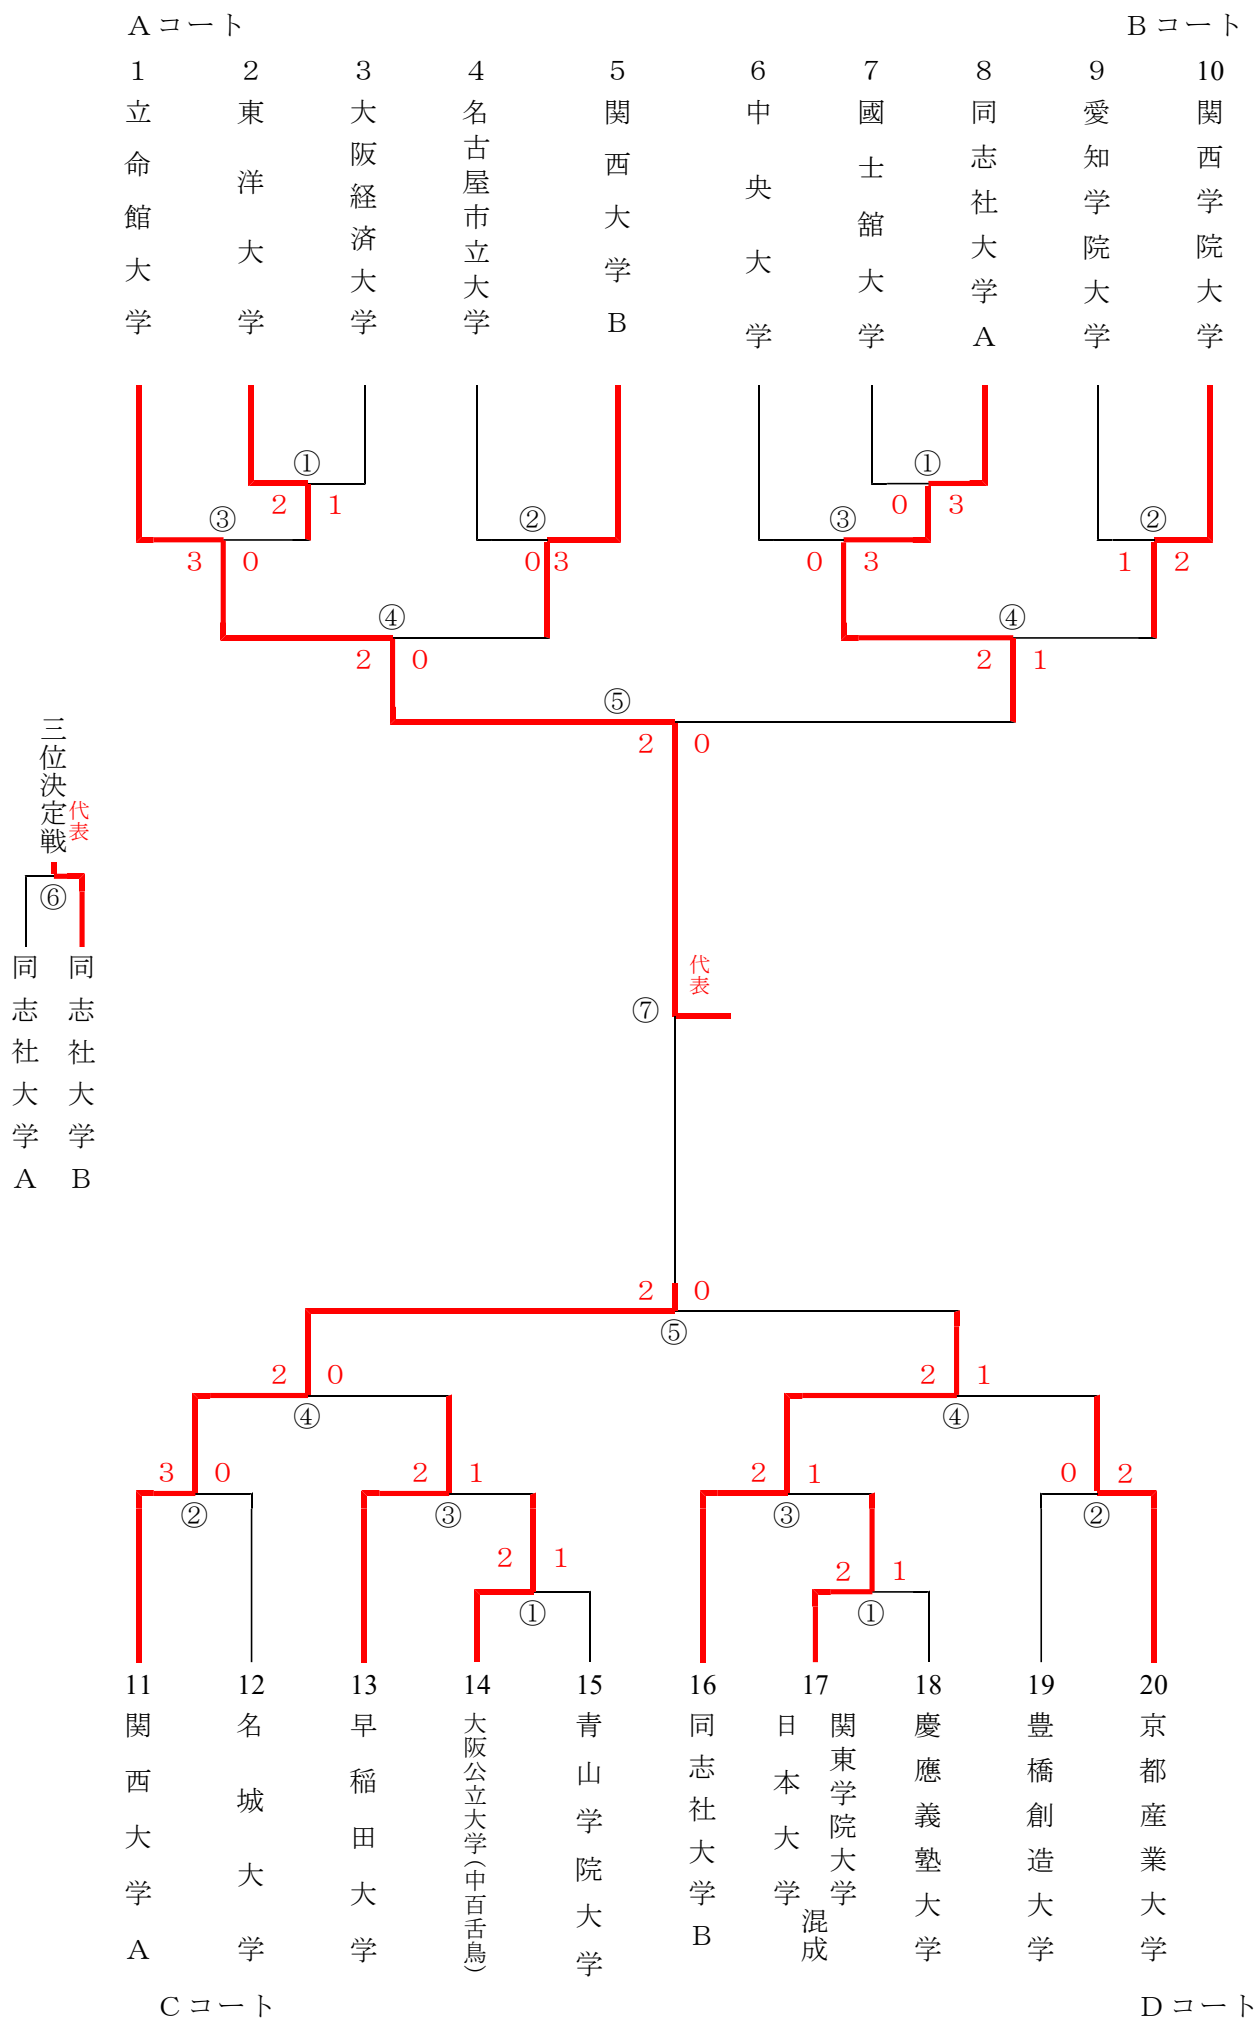 Aコート
Bコート
1 2 3 4 5 6 7 8 9 10
立命館大学
東洋大学
大阪経済大学
名古屋市立大学
関西大学B
中央大学
國士舘大学
同志社大学A
愛知学院大学
関西学院大学
① ①
2 1 0 3
③ ② ③ ②
3 0 0 3 0 3 1 2
④ ④
2 0 2 1
⑤
2 0
三位決定戦
代表
⑥
同志社大学A
同志社大学B
代表
⑦
2 0
⑤
2 0 2 1
④ ④
3 0 2 1 2 1 0 2
② ③ ③ ②
2 1 2 1
① ①
11 12 13 14 15 16 17 18 19 20
関西大学A
名城大学
早稲田大学
大阪公立大学(中百舌鳥)
青山学院大学
同志社大学B
日本大学
関東学院大学
混成
慶應義塾大学
豊橋創造大学
京都産業大学
Cコート
Dコート